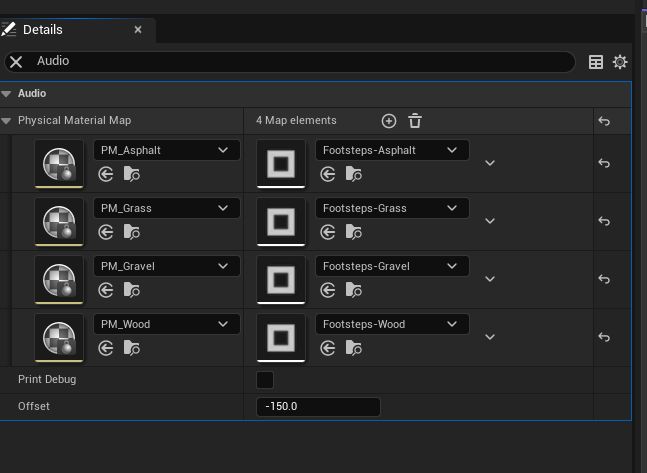 Details
Audio
Audio
Physical Material Map 4 Map elements
PM_Asphalt Footsteps-Asphalt
PM_Grass Footsteps-Grass
PM_Gravel Footsteps-Gravel
PM_Wood Footsteps-Wood
Print Debug
Offset -150.0